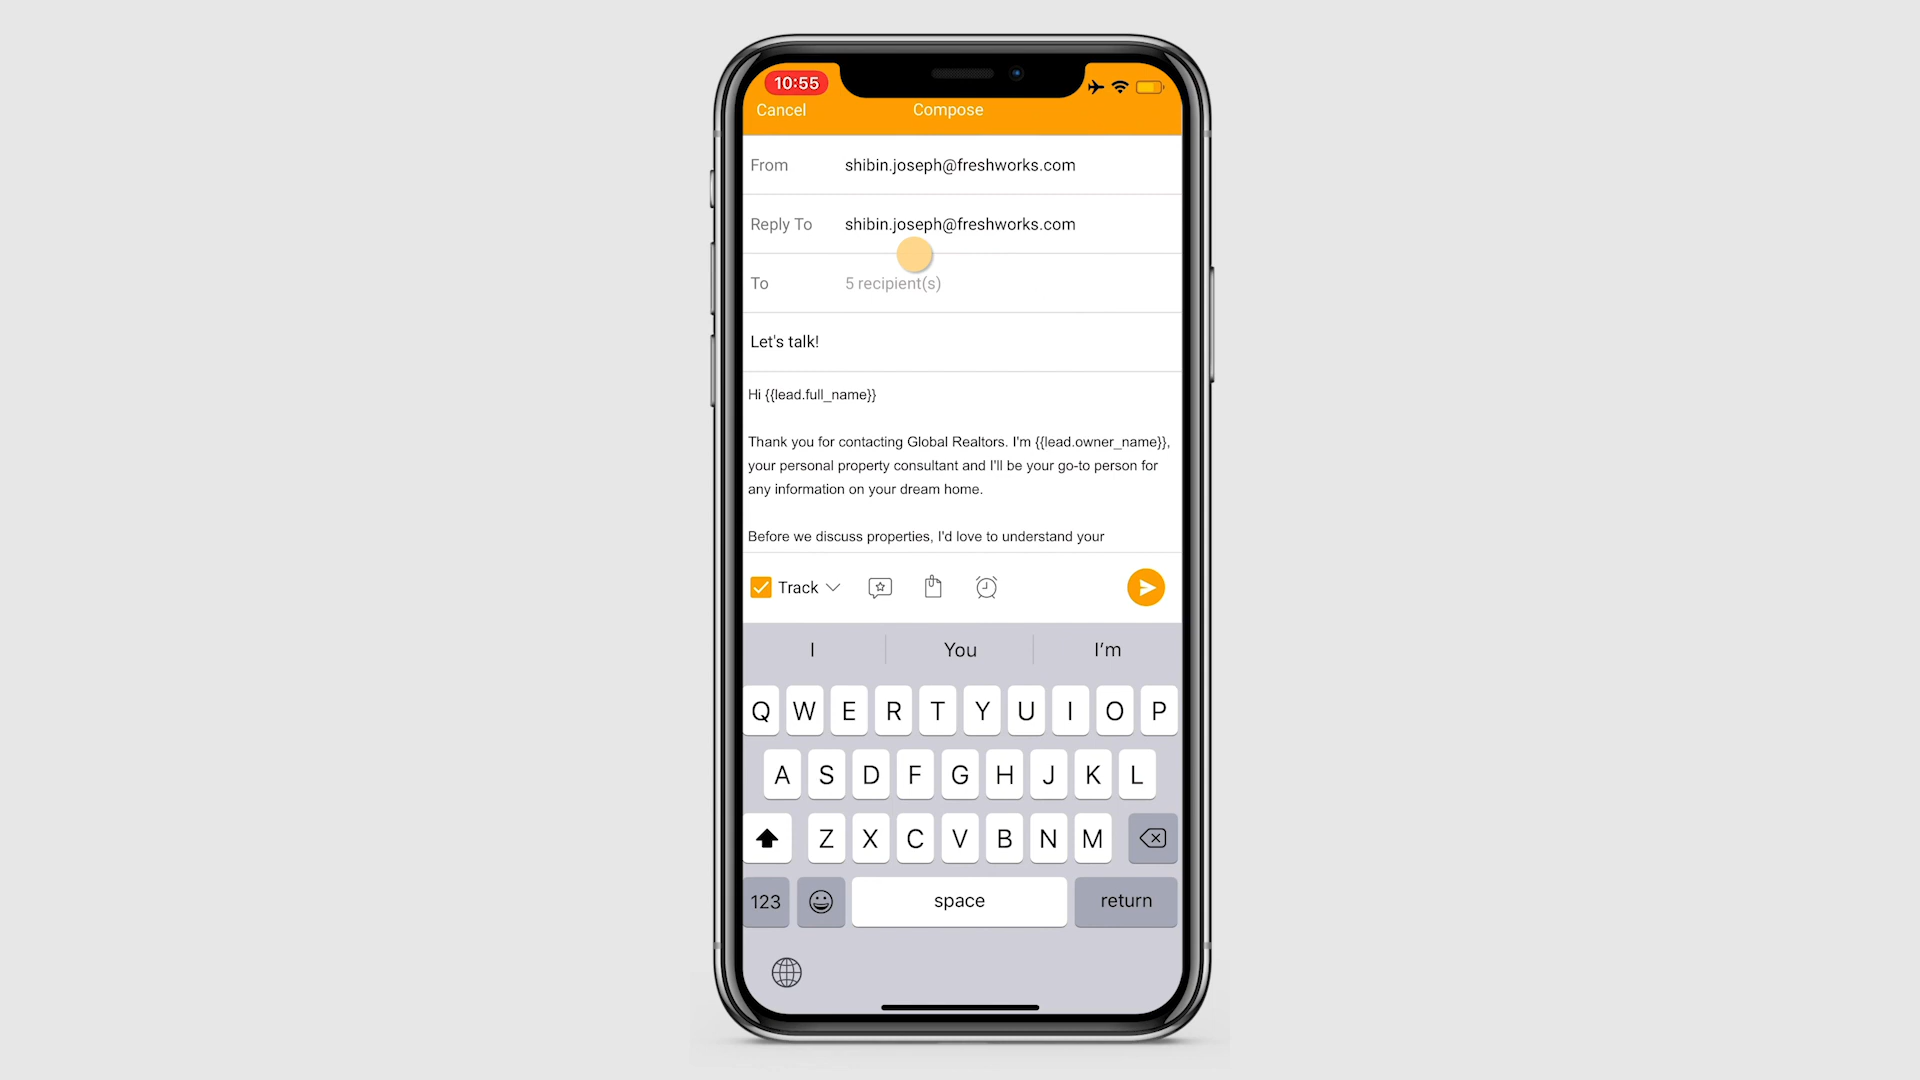 10:55
Cancel Compose
From shibin.joseph@freshworks.com
Reply To shibin.joseph@freshworks.com
To 5 recipient(s)
Let's talk!
Hi {{lead.full_name}}
Thank you for contacting Global Realtors. I'm {{lead.owner_name}},
your personal property consultant and I'll be your go-to person for
any information on your dream home.
Before we discuss properties, I'd love to understand your
Track
I You I'm
Q W E R T Y U I O P
A S D F G H J K L
Z X C V B N M
123 space return